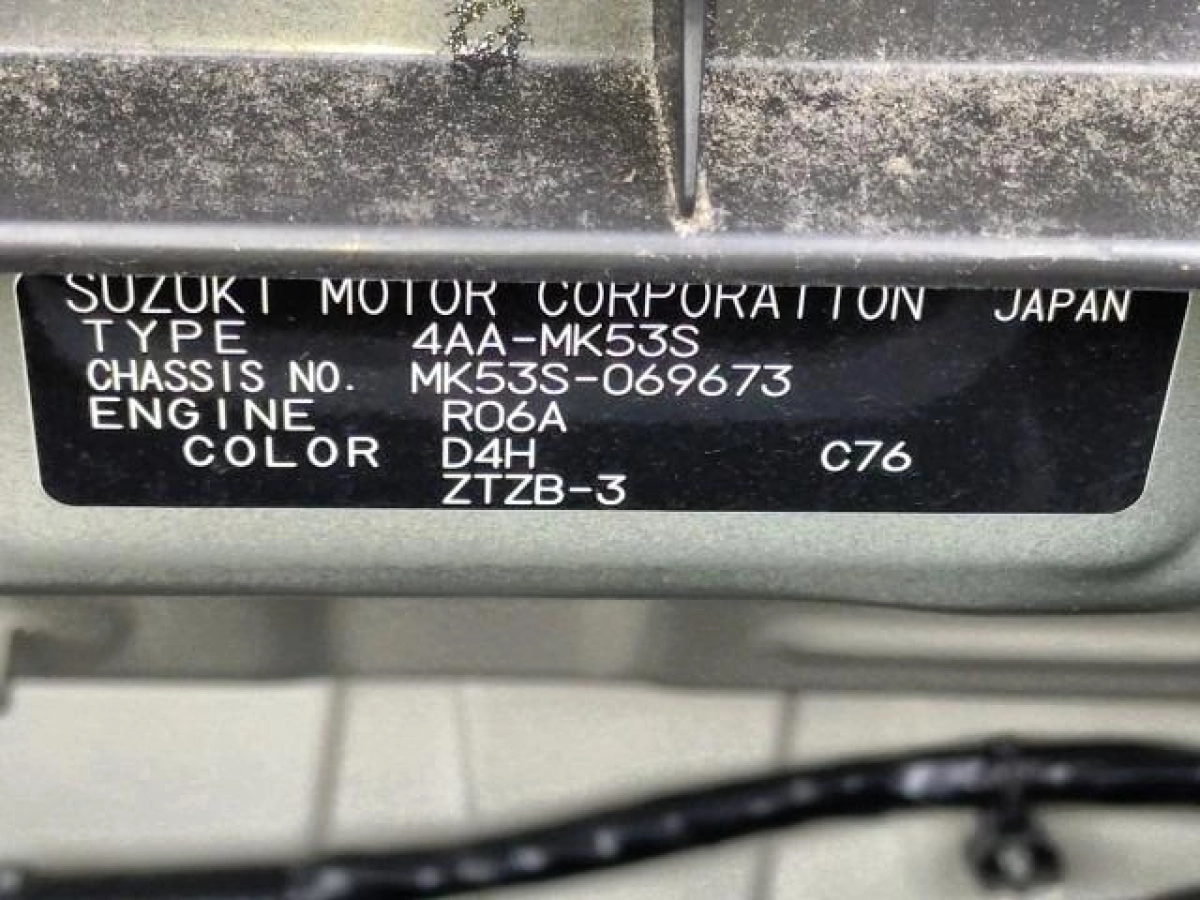 SUZUKI MOTOR CORPORATION JAPAN
TYPE 4AA-MK53S
CHASSIS NO. MK53S-069673
ENGINE R06A
COLOR D4H C76
ZTZB-3